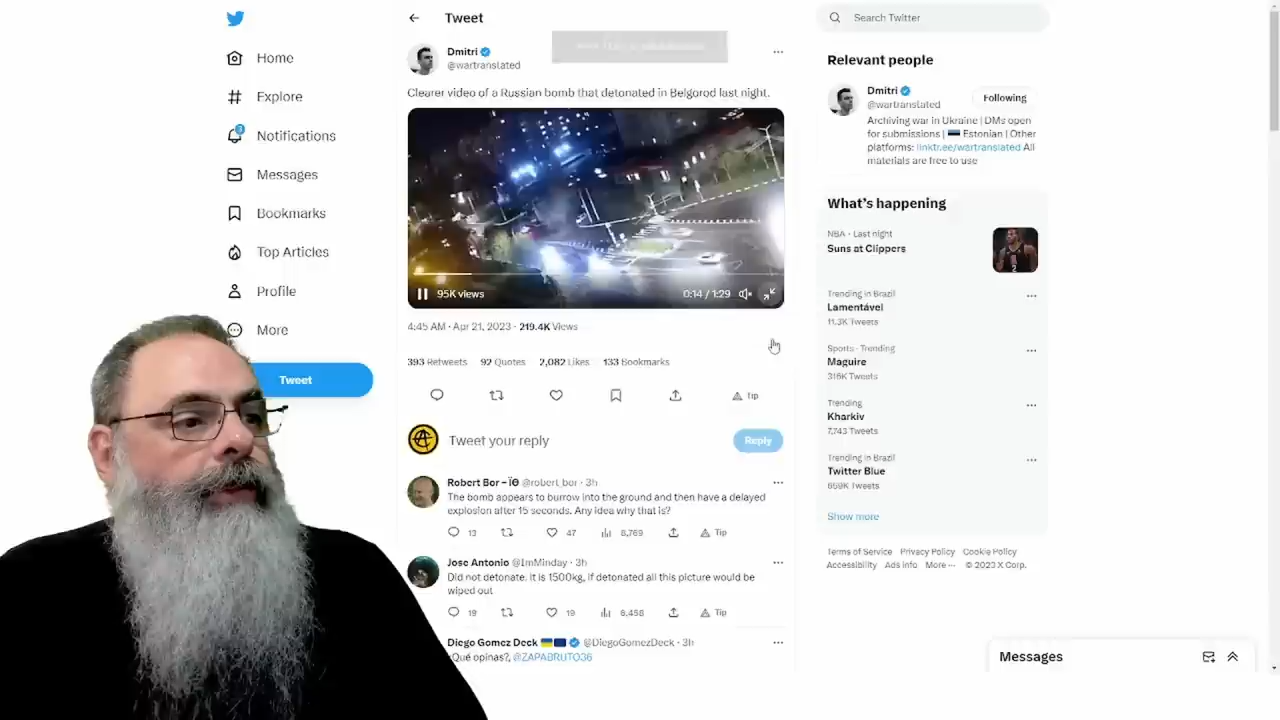 Home
Explore
3
Notifications
Messages
Bookmarks
Top Articles
Profile
More
Tweet
Tweet
Dmitri
@wartranslated
Clearer video of a Russian bomb that detonated in Belgorod last night.
95K views
0:14 / 1:29
4:45 AM · Apr 21, 2023 · 219.4K Views
393 Retweets 92 Quotes 2,082 Likes 133 Bookmarks
Tip
Tweet your reply
Reply
Robert Bor @robert_bor · 3h
The bomb appears to burrow into the ground and then have a delayed
explosion after 15 seconds. Any idea why that is?
13 47 8,769 Tip
Jose Antonio @ImMinday · 3h
Did not detonate. It is 1500kg, if detonated all this picture would be
wiped out
19 19 6,458 Tip
Diego Gomez Deck @DiegoGomezDeck · 3h
¿Qué opinas?, @ZAPABRUTO36
Search Twitter
Relevant people
Dmitri
@wartranslated
Following
Archiving war in Ukraine | DMs open
for submissions | Estonian | Other
platforms: linktr.ee/wartranslated All
materials are free to use
What's happening
NBA · Last night
Suns at Clippers
Trending in Brazil
Lamentável
11.3K Tweets
Sports · Trending
Maguire
316K Tweets
Trending
Kharkiv
7,743 Tweets
Trending in Brazil
Twitter Blue
659K Tweets
Show more
Terms of Service Privacy Policy Cookie Policy
Accessibility Ads info More ··· © 2023 X Corp.
Messages